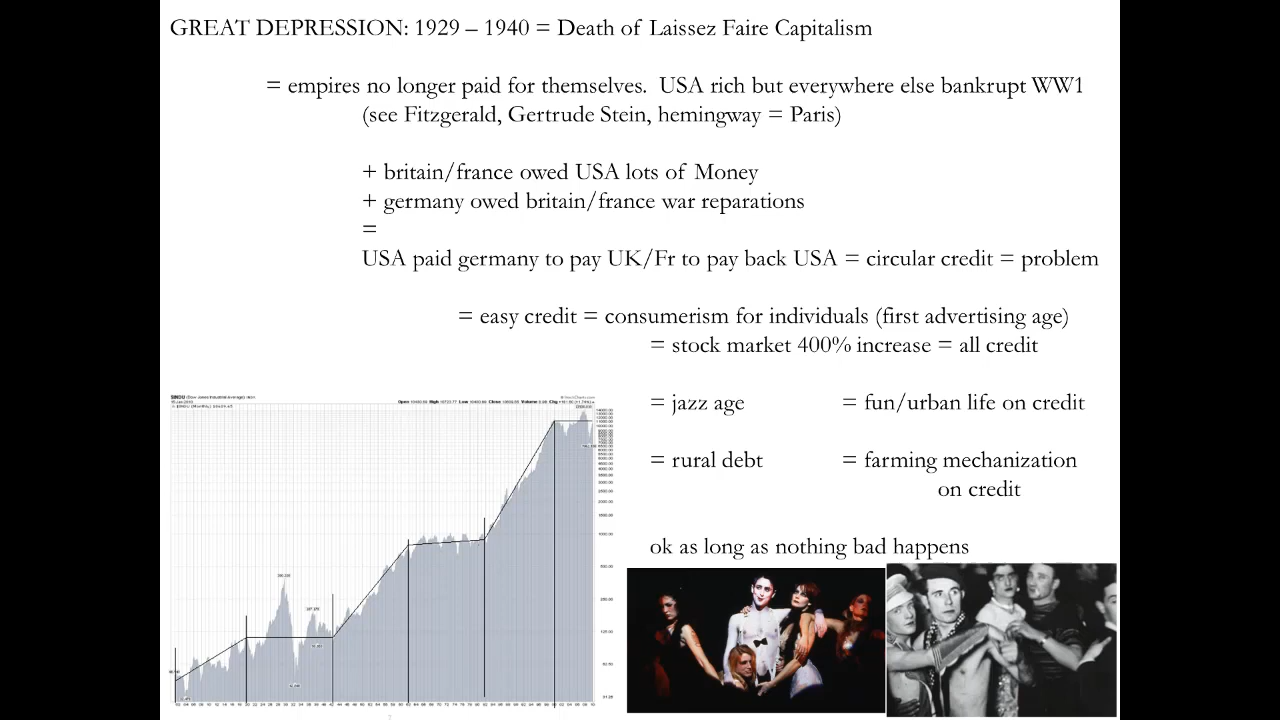 GREAT DEPRESSION: 1929 – 1940 = Death of Laissez Faire Capitalism
= empires no longer paid for themselves. USA rich but everywhere else bankrupt WW1
(see Fitzgerald, Gertrude Stein, hemingway = Paris)
+ britain/france owed USA lots of Money
+ germany owed britain/france war reparations
=
USA paid germany to pay UK/Fr to pay back USA = circular credit = problem
= easy credit = consumerism for individuals (first advertising age)
= stock market 400% increase = all credit
= jazz age = fun/urban life on credit
= rural debt = farming mechanization
on credit
ok as long as nothing bad happens